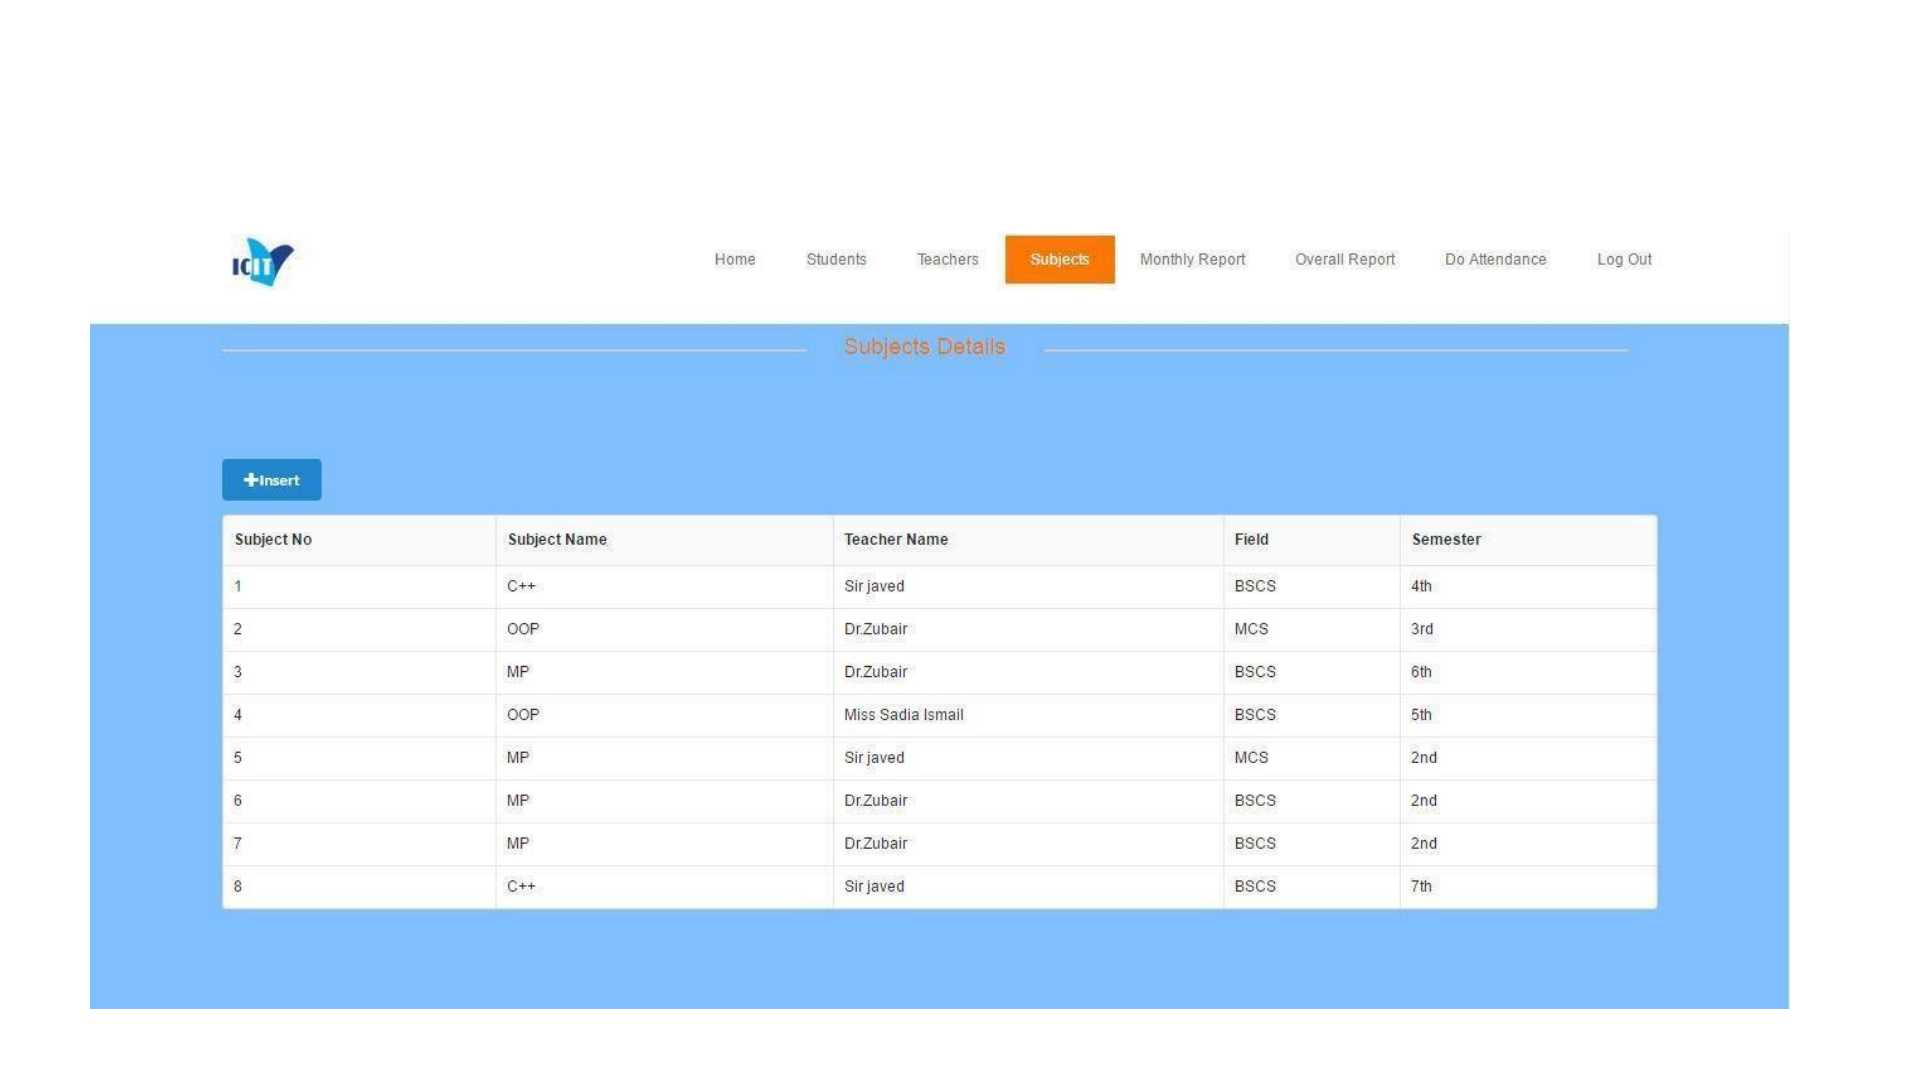 ICIT Home Students Teachers Subjects Monthly Report Overall Report Do Attendance Log Out
Subjects Details
+Insert
Subject No Subject Name Teacher Name Field Semester
1 C++ Sir javed BSCS 4th
2 OOP Dr.Zubair MCS 3rd
3 MP Dr.Zubair BSCS 6th
4 OOP Miss Sadia Ismail BSCS 5th
5 MP Sir javed MCS 2nd
6 MP Dr.Zubair BSCS 2nd
7 MP Dr.Zubair BSCS 2nd
8 C++ Sir javed BSCS 7th